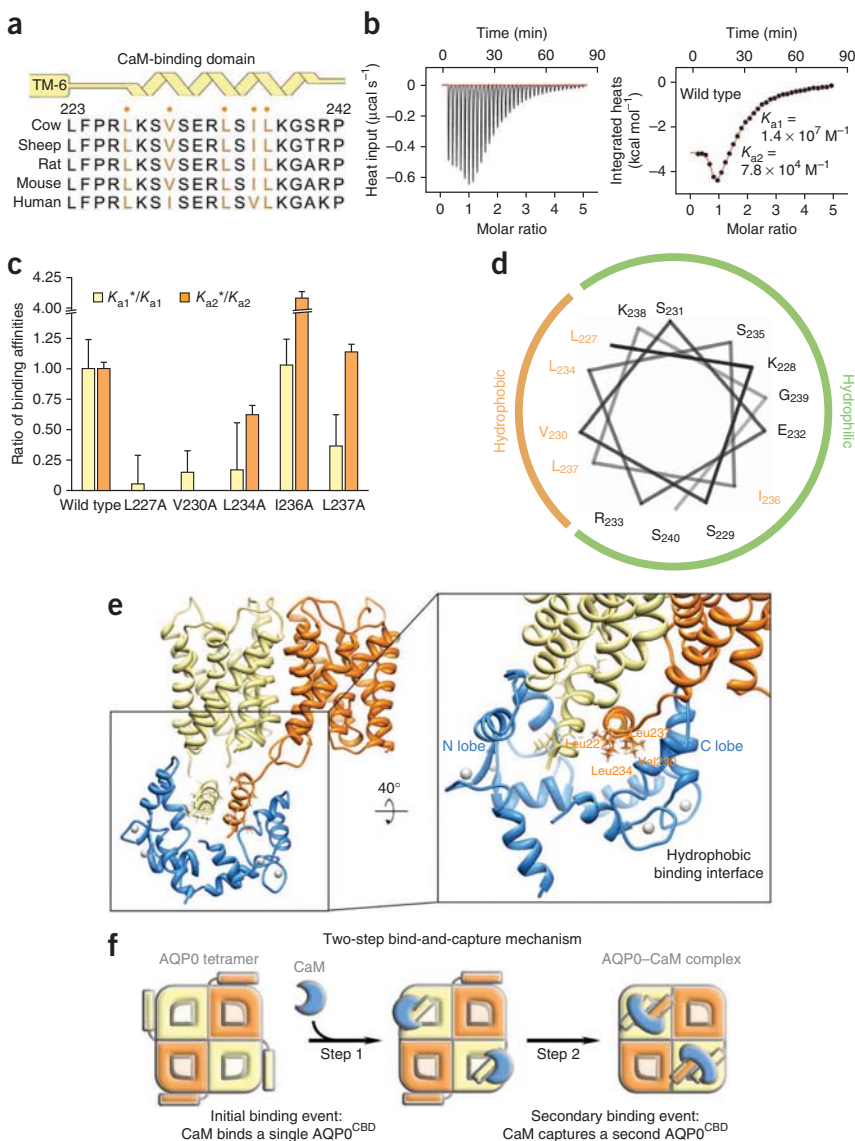 a
CaM-binding domain
TM-6
223 242
Cow LFPRLKSVSERLSILKGSRP
Sheep LFPRLKSVSERLSILKGTRP
Rat LFPRLKSVSERLSILKGARP
Mouse LFPRLKSVSERLSILKGARP
Human LFPRLKSISERLSVLKGAKP
b
Time (min)
0 30 60 90
Heat input (µcal s⁻¹)
0
−0.2
−0.4
−0.6
0 1 2 3 4 5
Molar ratio
Time (min)
0 30 60 90
Integrated heats
(kcal mol⁻¹)
0
−2
−4
Wild type
Ka1 =
1.4 × 10⁷ M⁻¹
Ka2 =
7.8 × 10⁴ M⁻¹
0 1 2 3 4 5
Molar ratio
c
Ratio of binding affinities
4.25
4.00
1.25
1.00
0.75
0.50
0.25
0
Ka1*/Ka1 Ka2*/Ka2
Wild type L227A V230A L234A I236A L237A
d
Hydrophobic
Hydrophilic
K238
S231
L227
S235
L234
K228
G239
V230
E232
L237
I236
R233
S240
S229
e
40°
N lobe
C lobe
Leu227
Leu237
Leu234
Val230
Hydrophobic
binding interface
f
Two-step bind-and-capture mechanism
AQP0 tetramer
CaM
AQP0–CaM complex
Step 1
Step 2
Initial binding event:
CaM binds a single AQP0CBD
Secondary binding event:
CaM captures a second AQP0CBD